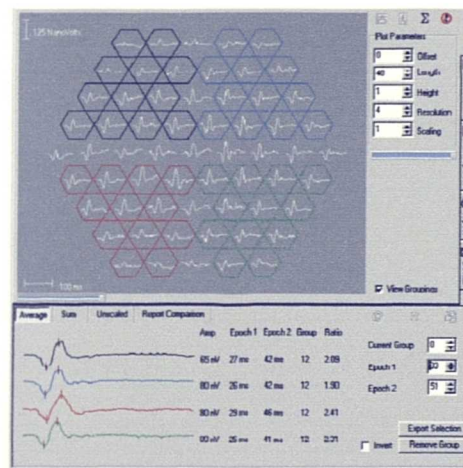 1.25 NanoVolts
Plot Parameters
0 Offset
40 Length
1 Height
4 Resolution
1 Scaling
100 ms
View Groupings
Average Sum Unscaled Report Comparison
Amp Epoch 1 Epoch 2 Group Ratio
65 nV 27 ms 42 ms 12 2.09
80 nV 26 ms 42 ms 12 1.90
80 nV 29 ms 46 ms 12 2.41
26 ms 41 ms 12
Current Group 0
Epoch 1
Epoch 2 51
Export Selection
Invert Remove Group